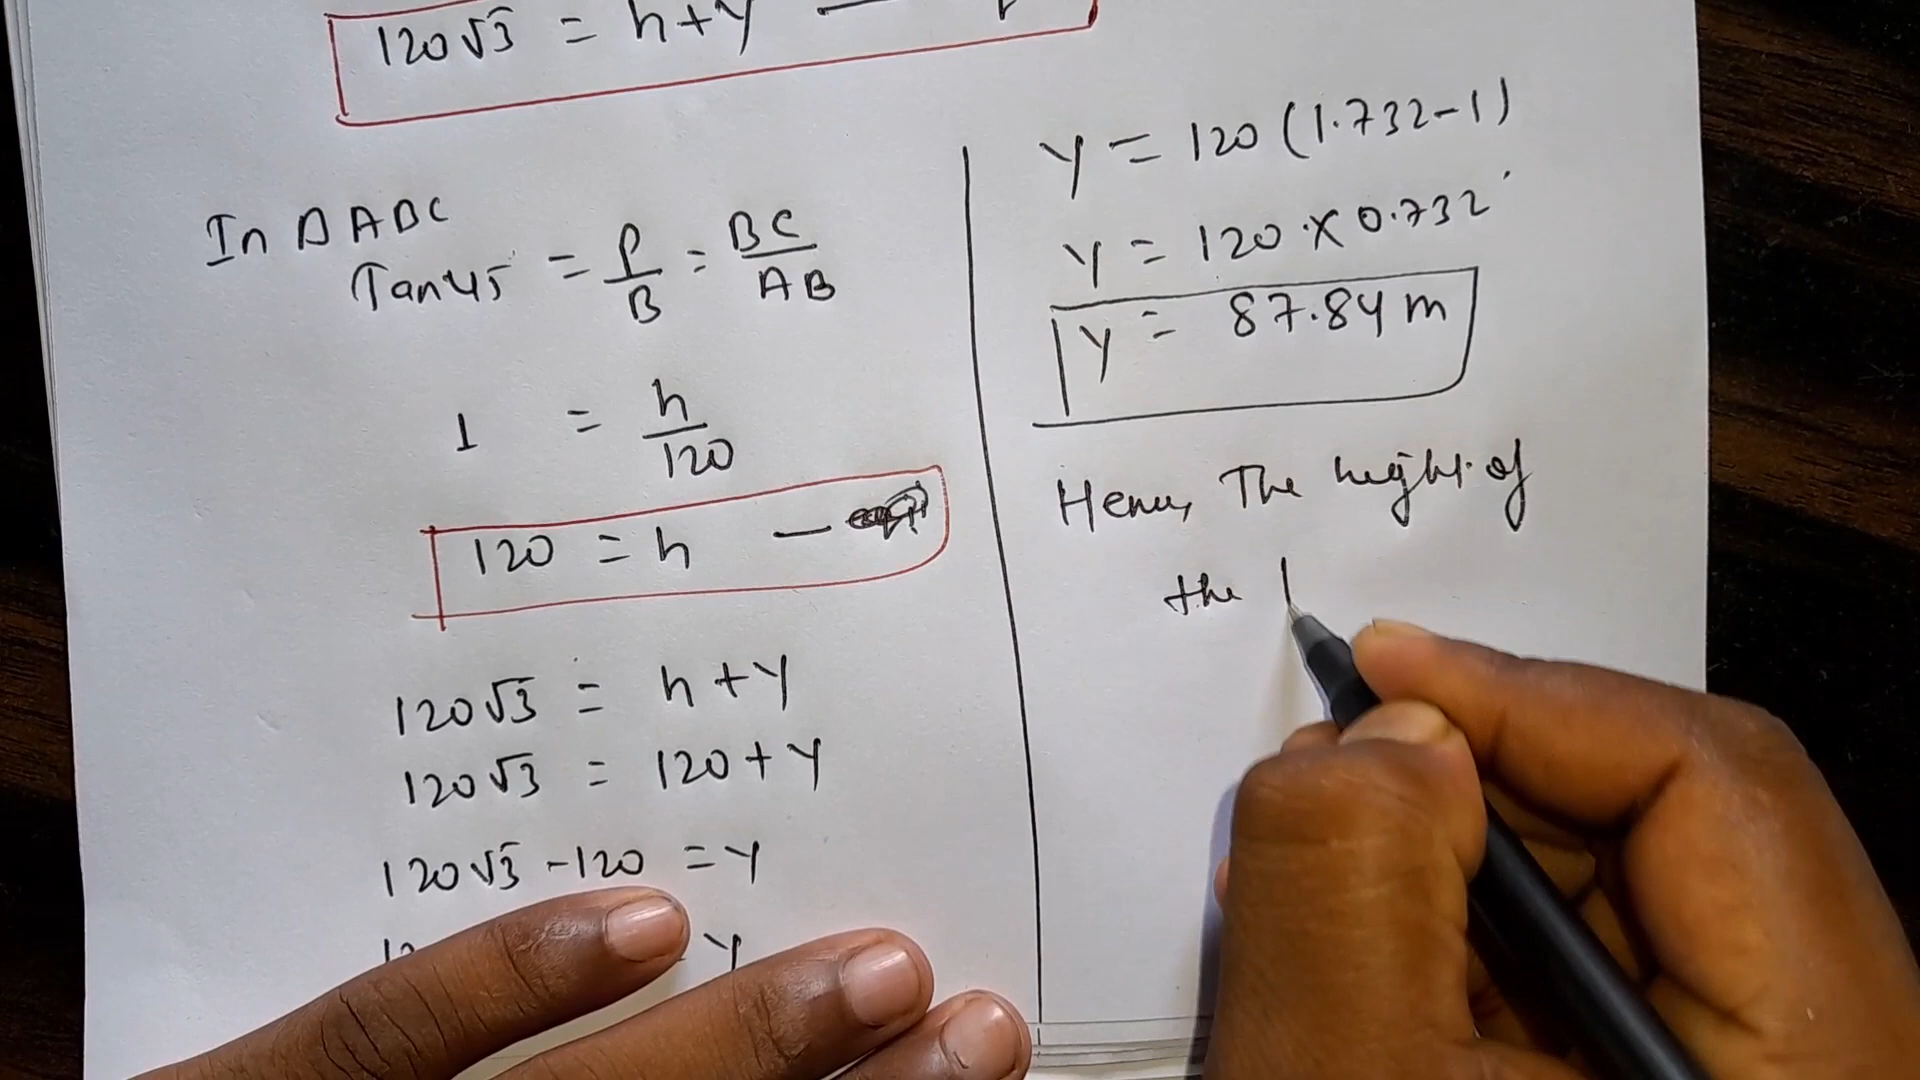 120√3 = h+y —
In Δ ABC
Tan45 = P/B = BC/AB
1 = h/120
120 = h —
120√3 = h+y
120√3 = 120+y
120√3 -120 = y
y
y = 120 (1.732-1)
y = 120 × 0.732
y = 87.84 m
The height of
the